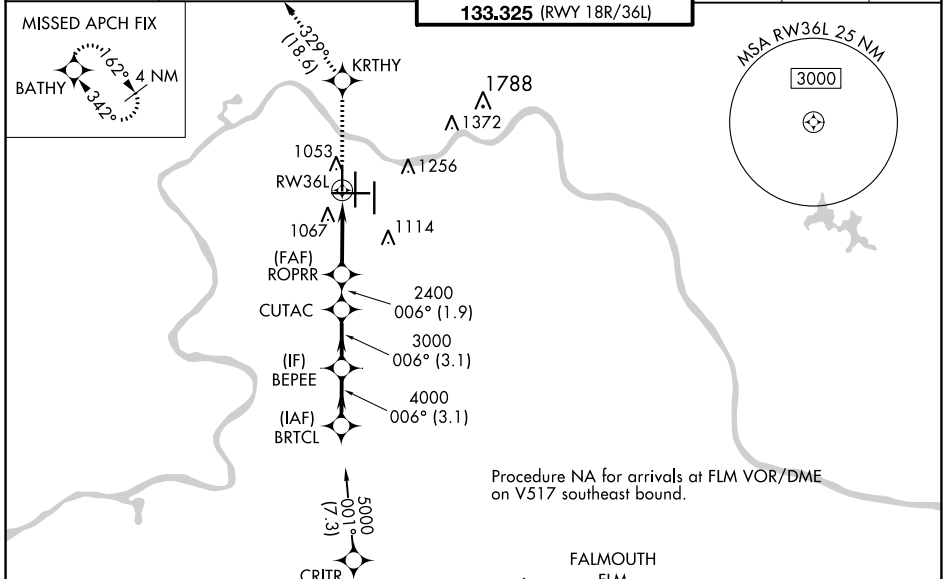 133.325 (RWY 18R/36L)
MISSED APCH FIX
BATHY
162°
4 NM
342°
329°
(18.6)
KRTHY
1788
1372
1053
1256
RW36L
1067
1114
(FAF)
ROPRR
2400
006° (1.9)
CUTAC
3000
006° (3.1)
(IF)
BEPEE
4000
006° (3.1)
(IAF)
BRTCL
MSA RW36L 25 NM
3000
Procedure NA for arrivals at FLM VOR/DME
on V517 southeast bound.
5000
001°
(7.3)
CRITR
FALMOUTH
FLM